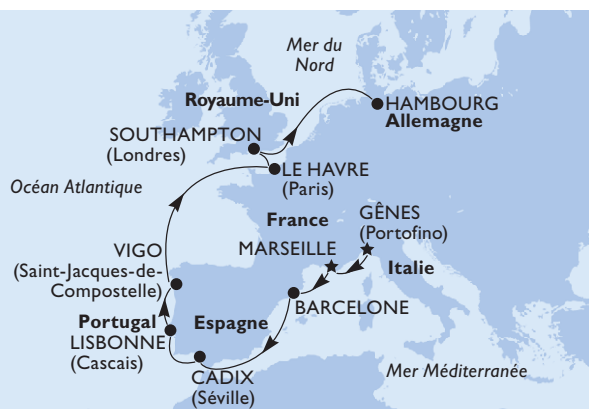 Mer du
Nord
Royaume-Uni
HAMBOURG
Allemagne
SOUTHAMPTON
(Londres)
LE HAVRE
(Paris)
Océan Atlantique
France
GÊNES
(Portofino)
MARSEILLE
Italie
VIGO
(Saint-Jacques-de-
Compostelle)
BARCELONE
Portugal
Espagne
LISBONNE
(Cascais)
CADIX
(Séville)
Mer Méditerranée